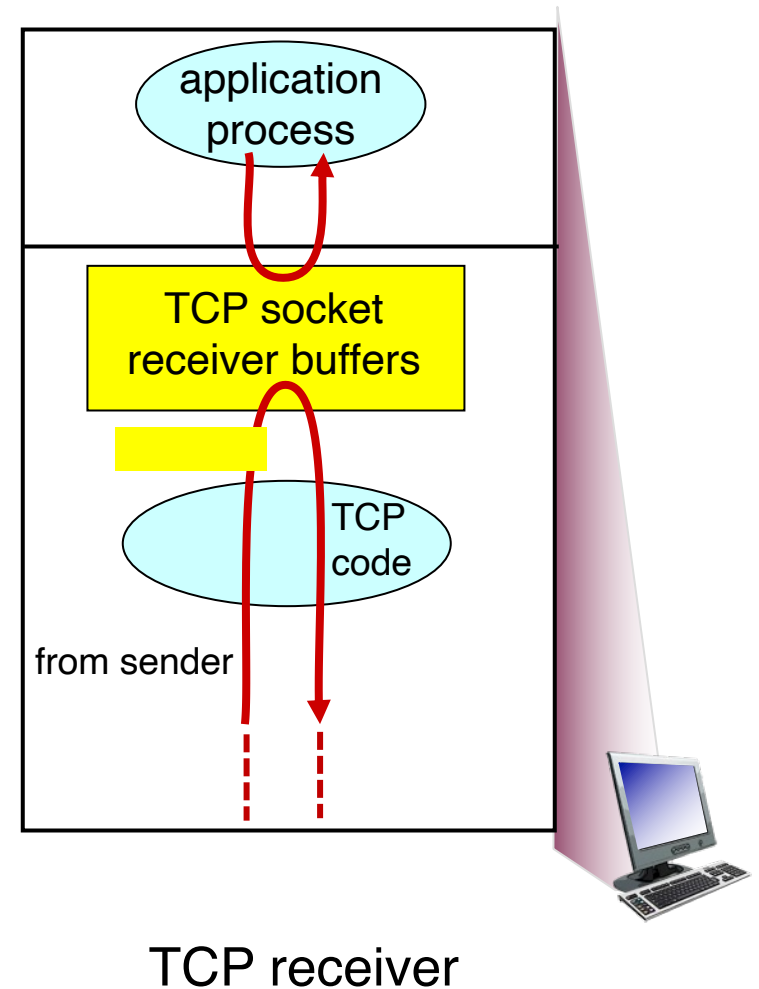 application
process
TCP socket
receiver buffers
TCP
code
from sender
TCP receiver